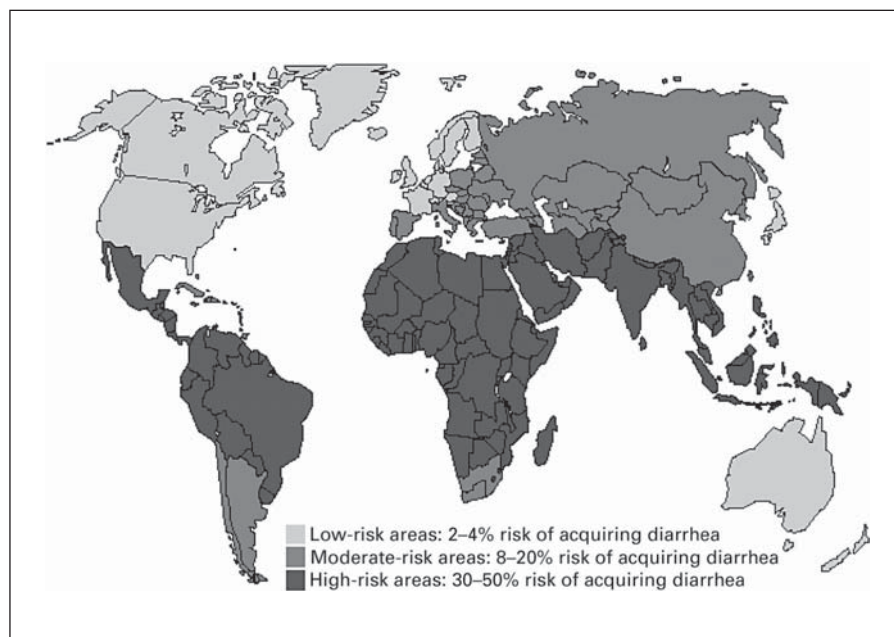 Low-risk areas: 2–4% risk of acquiring diarrhea
Moderate-risk areas: 8–20% risk of acquiring diarrhea
High-risk areas: 30–50% risk of acquiring diarrhea